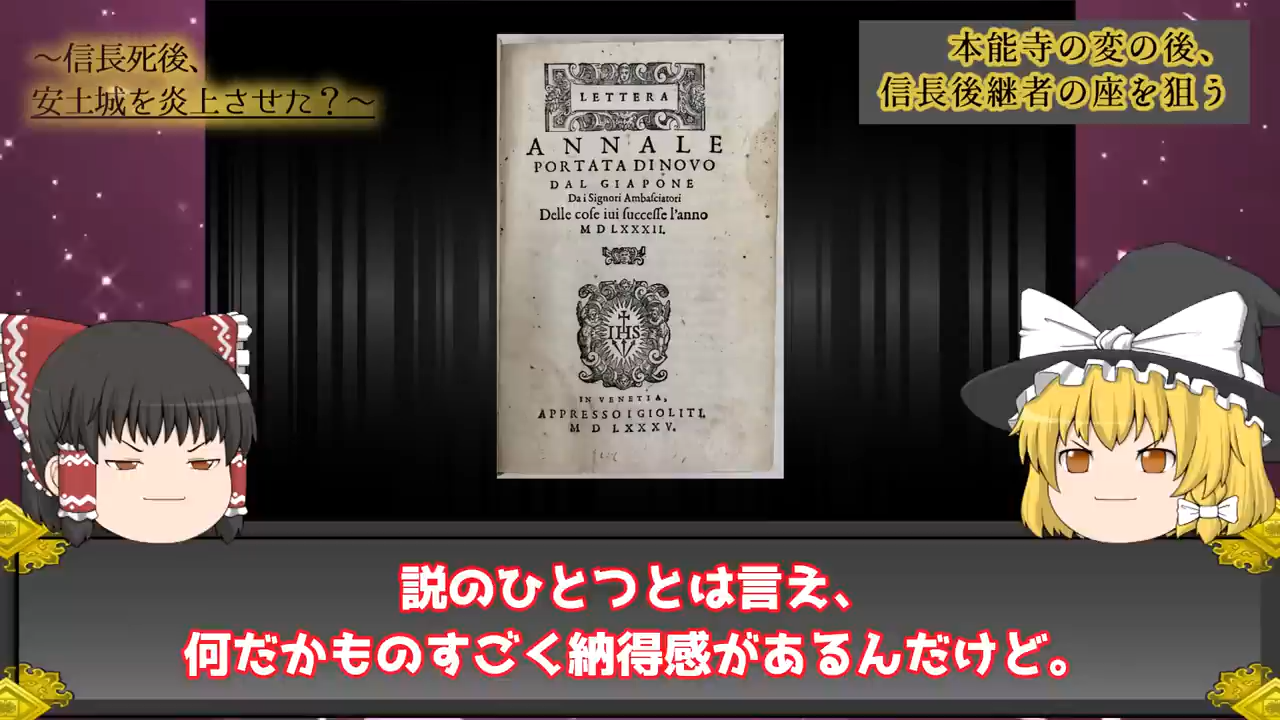 ~信長死後、
安土城を炎上させた?~
本能寺の変の後、
信長後継者の座を狙う
LETTERA
ANNALE
PORTATA DI NOVO
DAL GIAPONE
Da i Signori Ambasciatori
Delle cose iui successe l'anno
MDLXXXII.
IHS
IN VENETIA,
APPRESSO I GIOLITI.
MDLXXXV.
説のひとつとは言え、
何だかものすごく納得感があるんだけど。